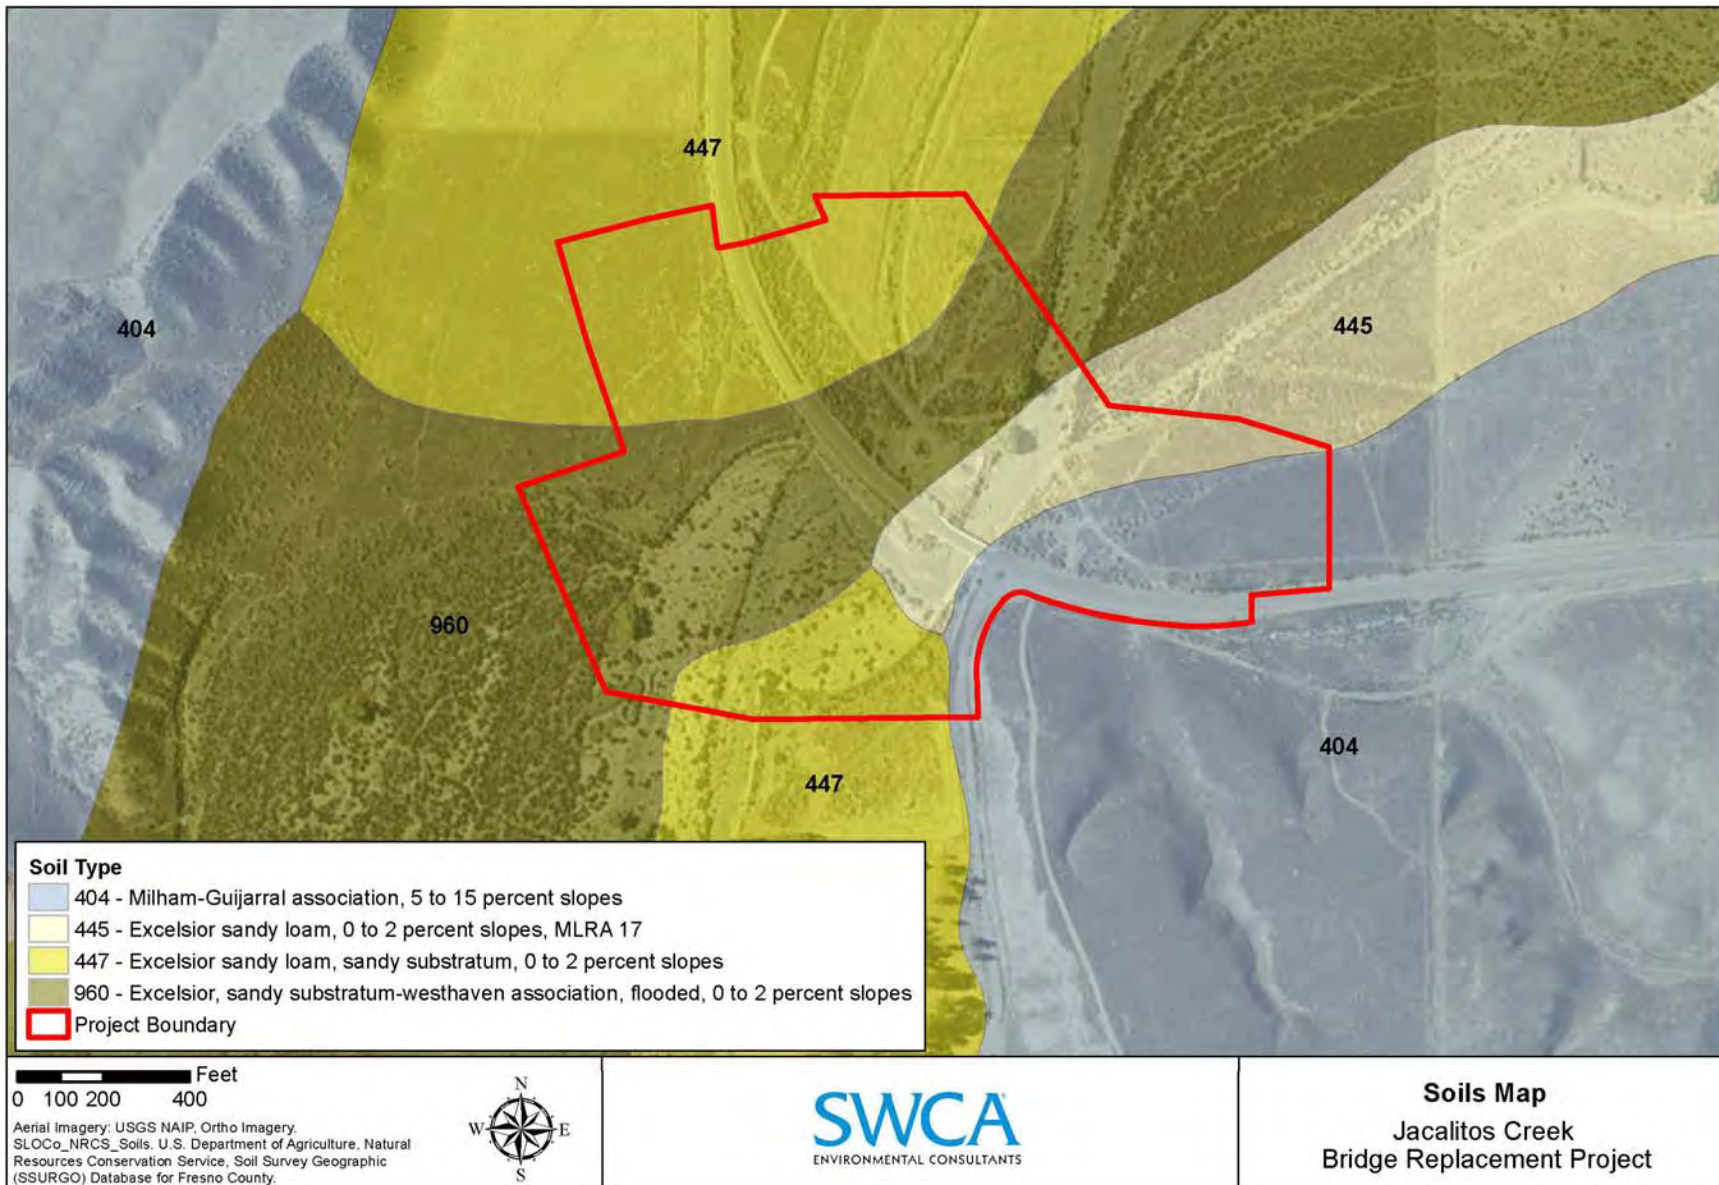 447
404
445
960
404
447
Soil Type
404 - Milham-Guijarral association, 5 to 15 percent slopes
445 - Excelsior sandy loam, 0 to 2 percent slopes, MLRA 17
447 - Excelsior sandy loam, sandy substratum, 0 to 2 percent slopes
960 - Excelsior, sandy substratum-westhaven association, flooded, 0 to 2 percent slopes
Project Boundary
Feet
0 100 200 400
Aerial Imagery: USGS NAIP, Ortho Imagery.
SLOCo_NRCS_Soils. U.S. Department of Agriculture, Natural
Resources Conservation Service, Soil Survey Geographic
(SSURGO) Database for Fresno County.
N
W E
S
SWCA
ENVIRONMENTAL CONSULTANTS
Soils Map
Jacalitos Creek
Bridge Replacement Project